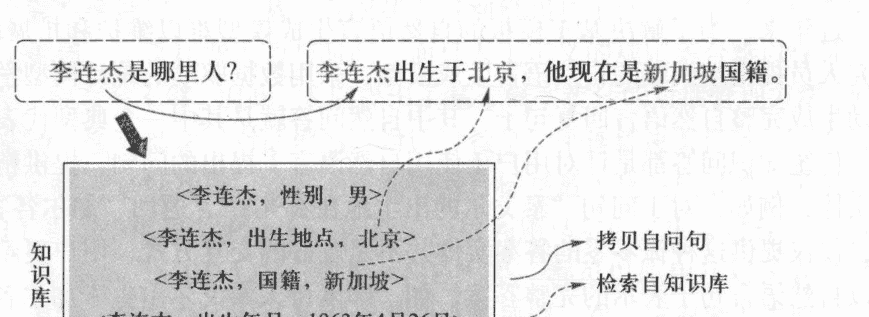 李连杰是哪里人?
李连杰出生于北京,他现在是新加坡国籍。
<李连杰,性别,男>
<李连杰,出生地点,北京>
<李连杰,国籍,新加坡>
知识库
拷贝自问句
检索自知识库